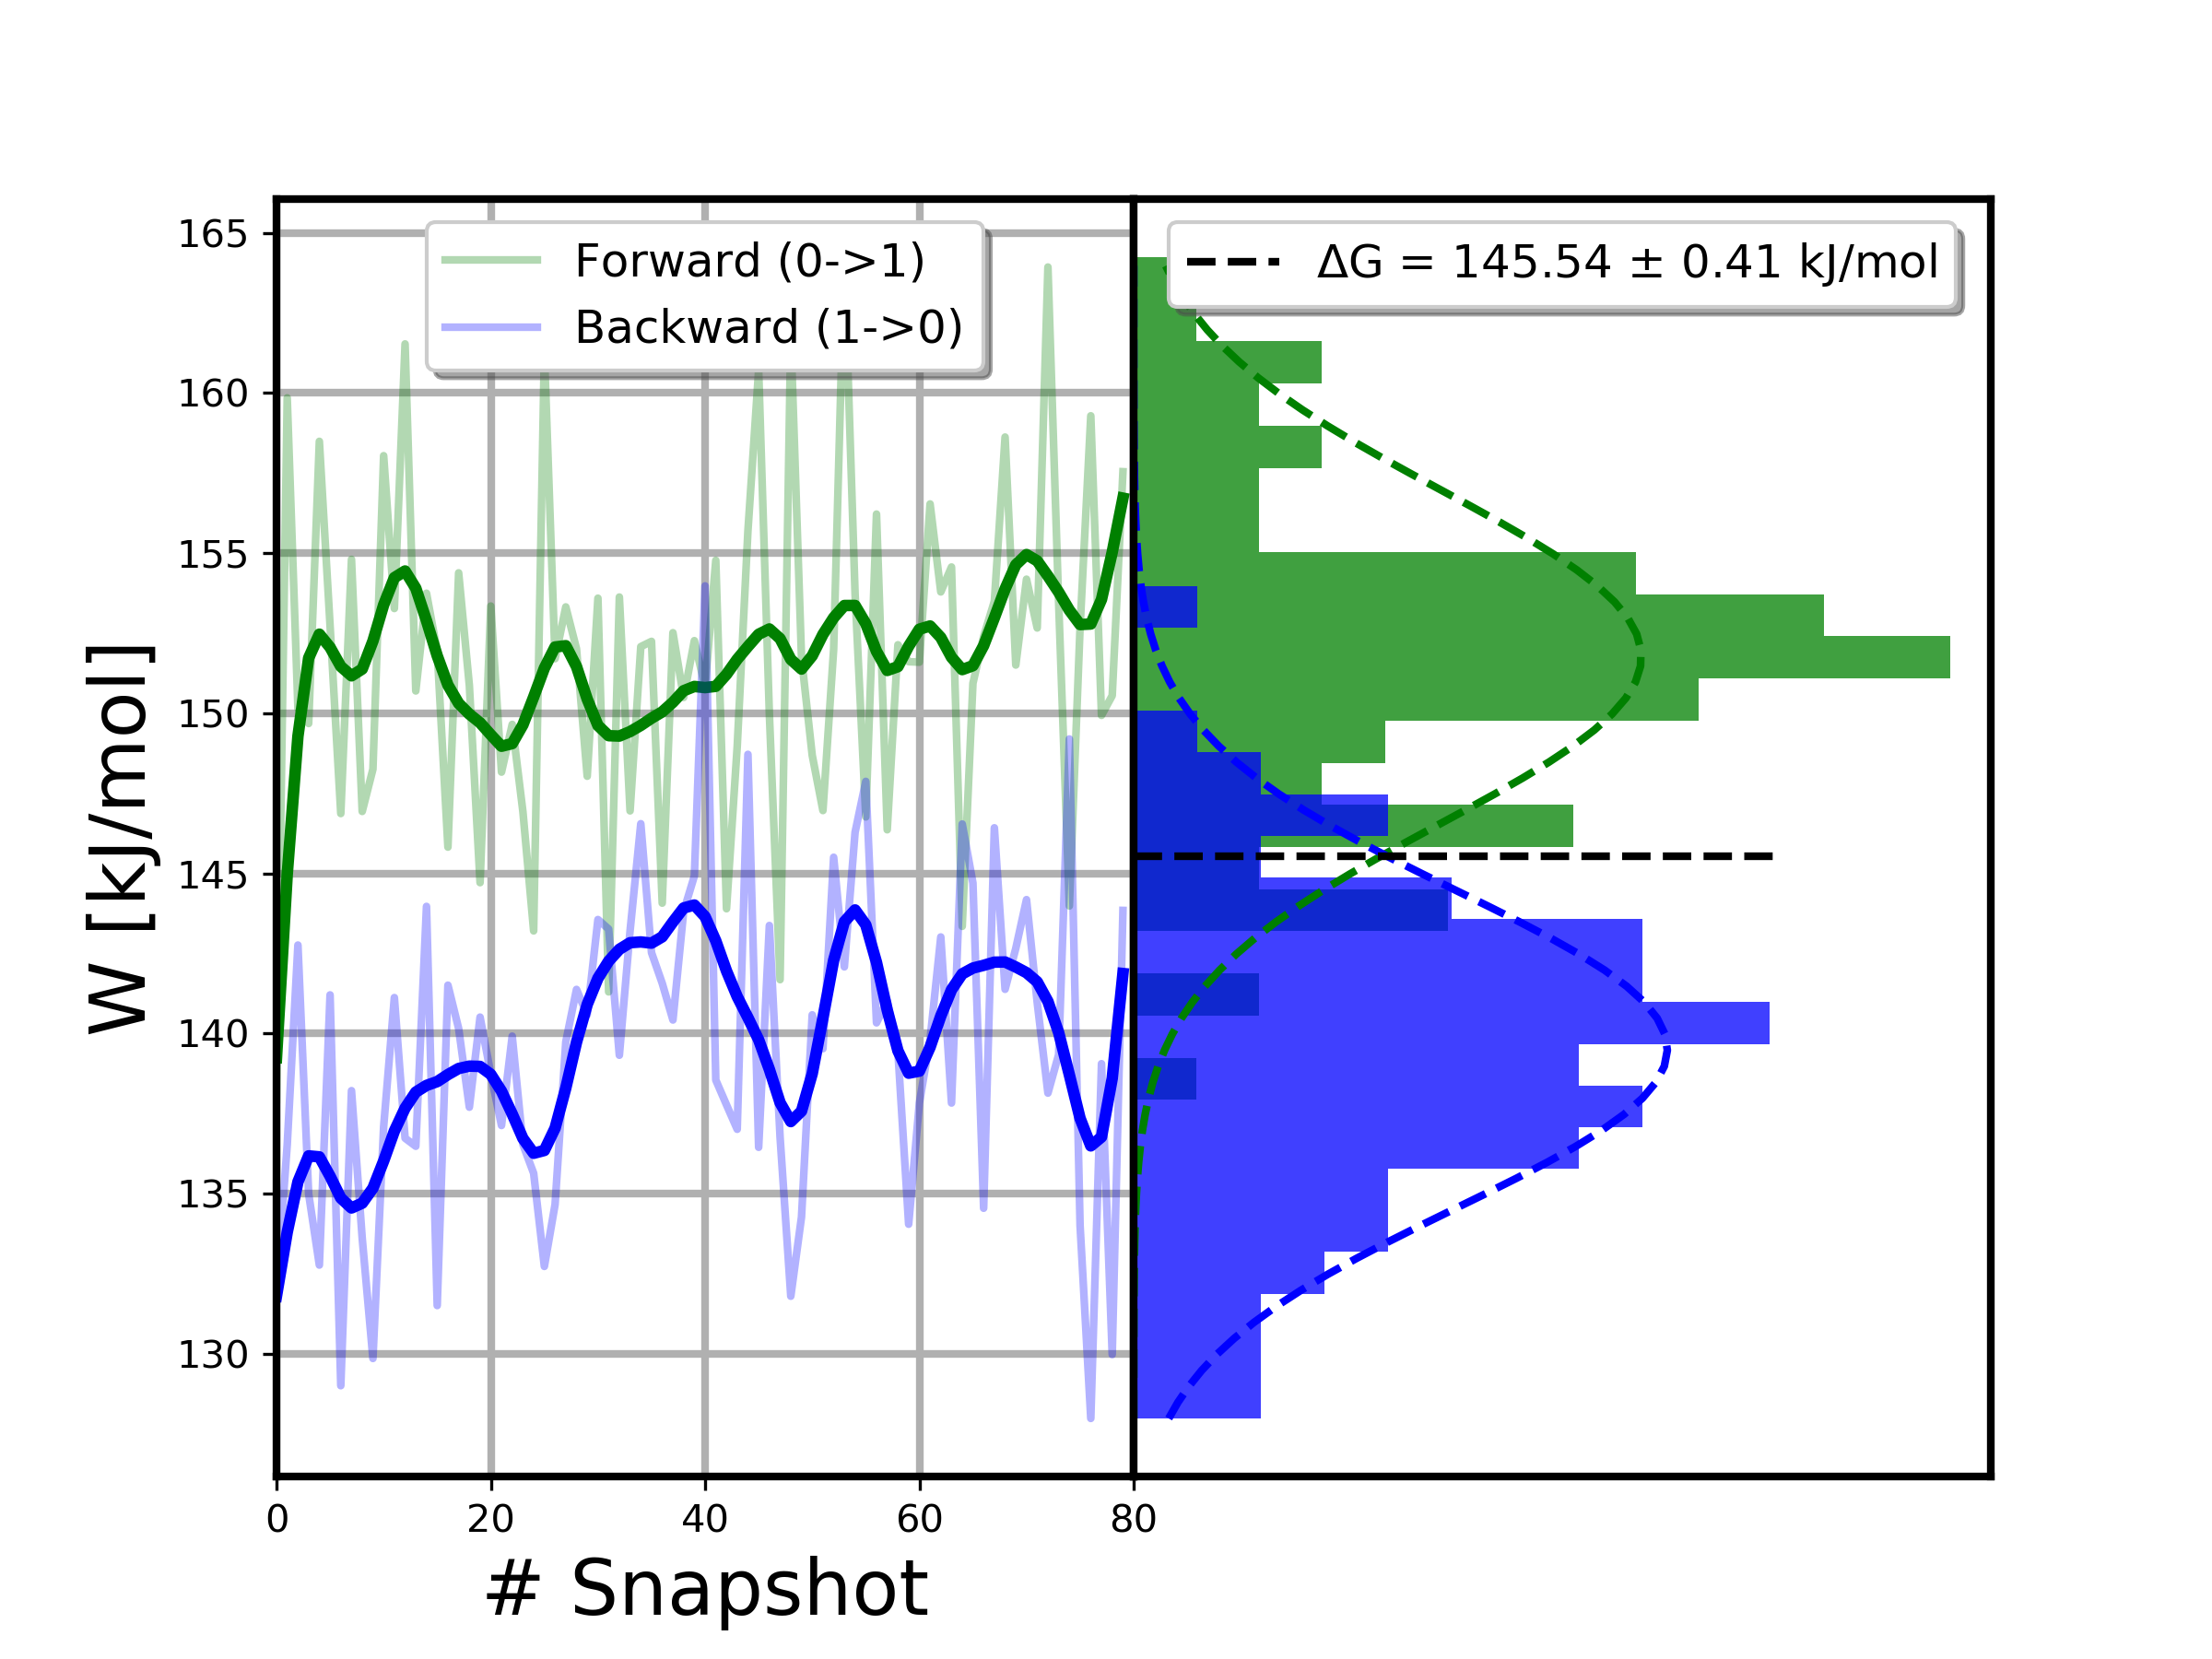 165
160
155
150
145
140
135
130
W [kJ/mol]
Forward (0->1)
Backward (1->0)
ΔG = 145.54 ± 0.41 kJ/mol
0
20
40
60
80
# Snapshot